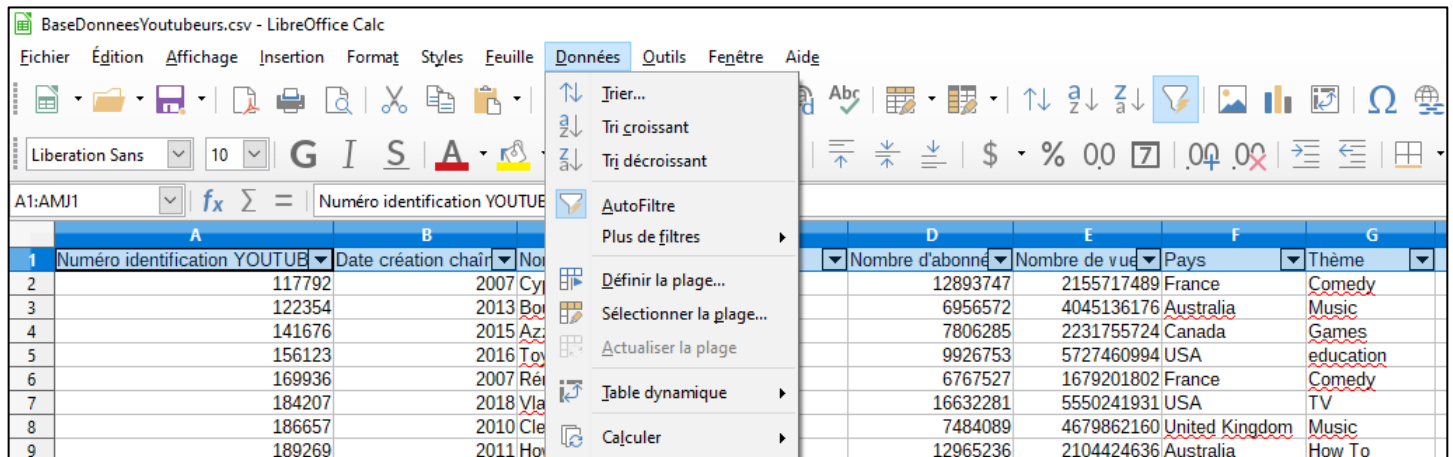 BaseDonneesYoutubeurs.csv - LibreOffice Calc
Fichier Édition Affichage Insertion Format Styles Feuille Données Outils Fenêtre Aide
Trier...
Tri croissant
Tri décroissant
AutoFiltre
Plus de filtres
Définir la plage...
Sélectionner la plage...
Actualiser la plage
Table dynamique
Calculer
Abc
Liberation Sans 10 G I S A $ % 00 7 .00 .00
A1:AMJ1 fx Σ = Numéro identification YOUTUB
A B D E F G
1 Numéro identification YOUTUB Date création chaîn Nombre d'abonné Nombre de vue Pays Thème
2 117792 2007 12893747 2155717489 France Comedy
3 122354 2013 6956572 4045136176 Australia Music
4 141676 2015 7806285 2231755724 Canada Games
5 156123 2016 9926753 5727460994 USA education
6 169936 2007 6767527 1679201802 France Comedy
7 184207 2018 16632281 5550241931 USA TV
8 186657 2010 7484089 4679862160 United Kingdom Music
9 189269 2011 12965236 2104424636 Australia How To